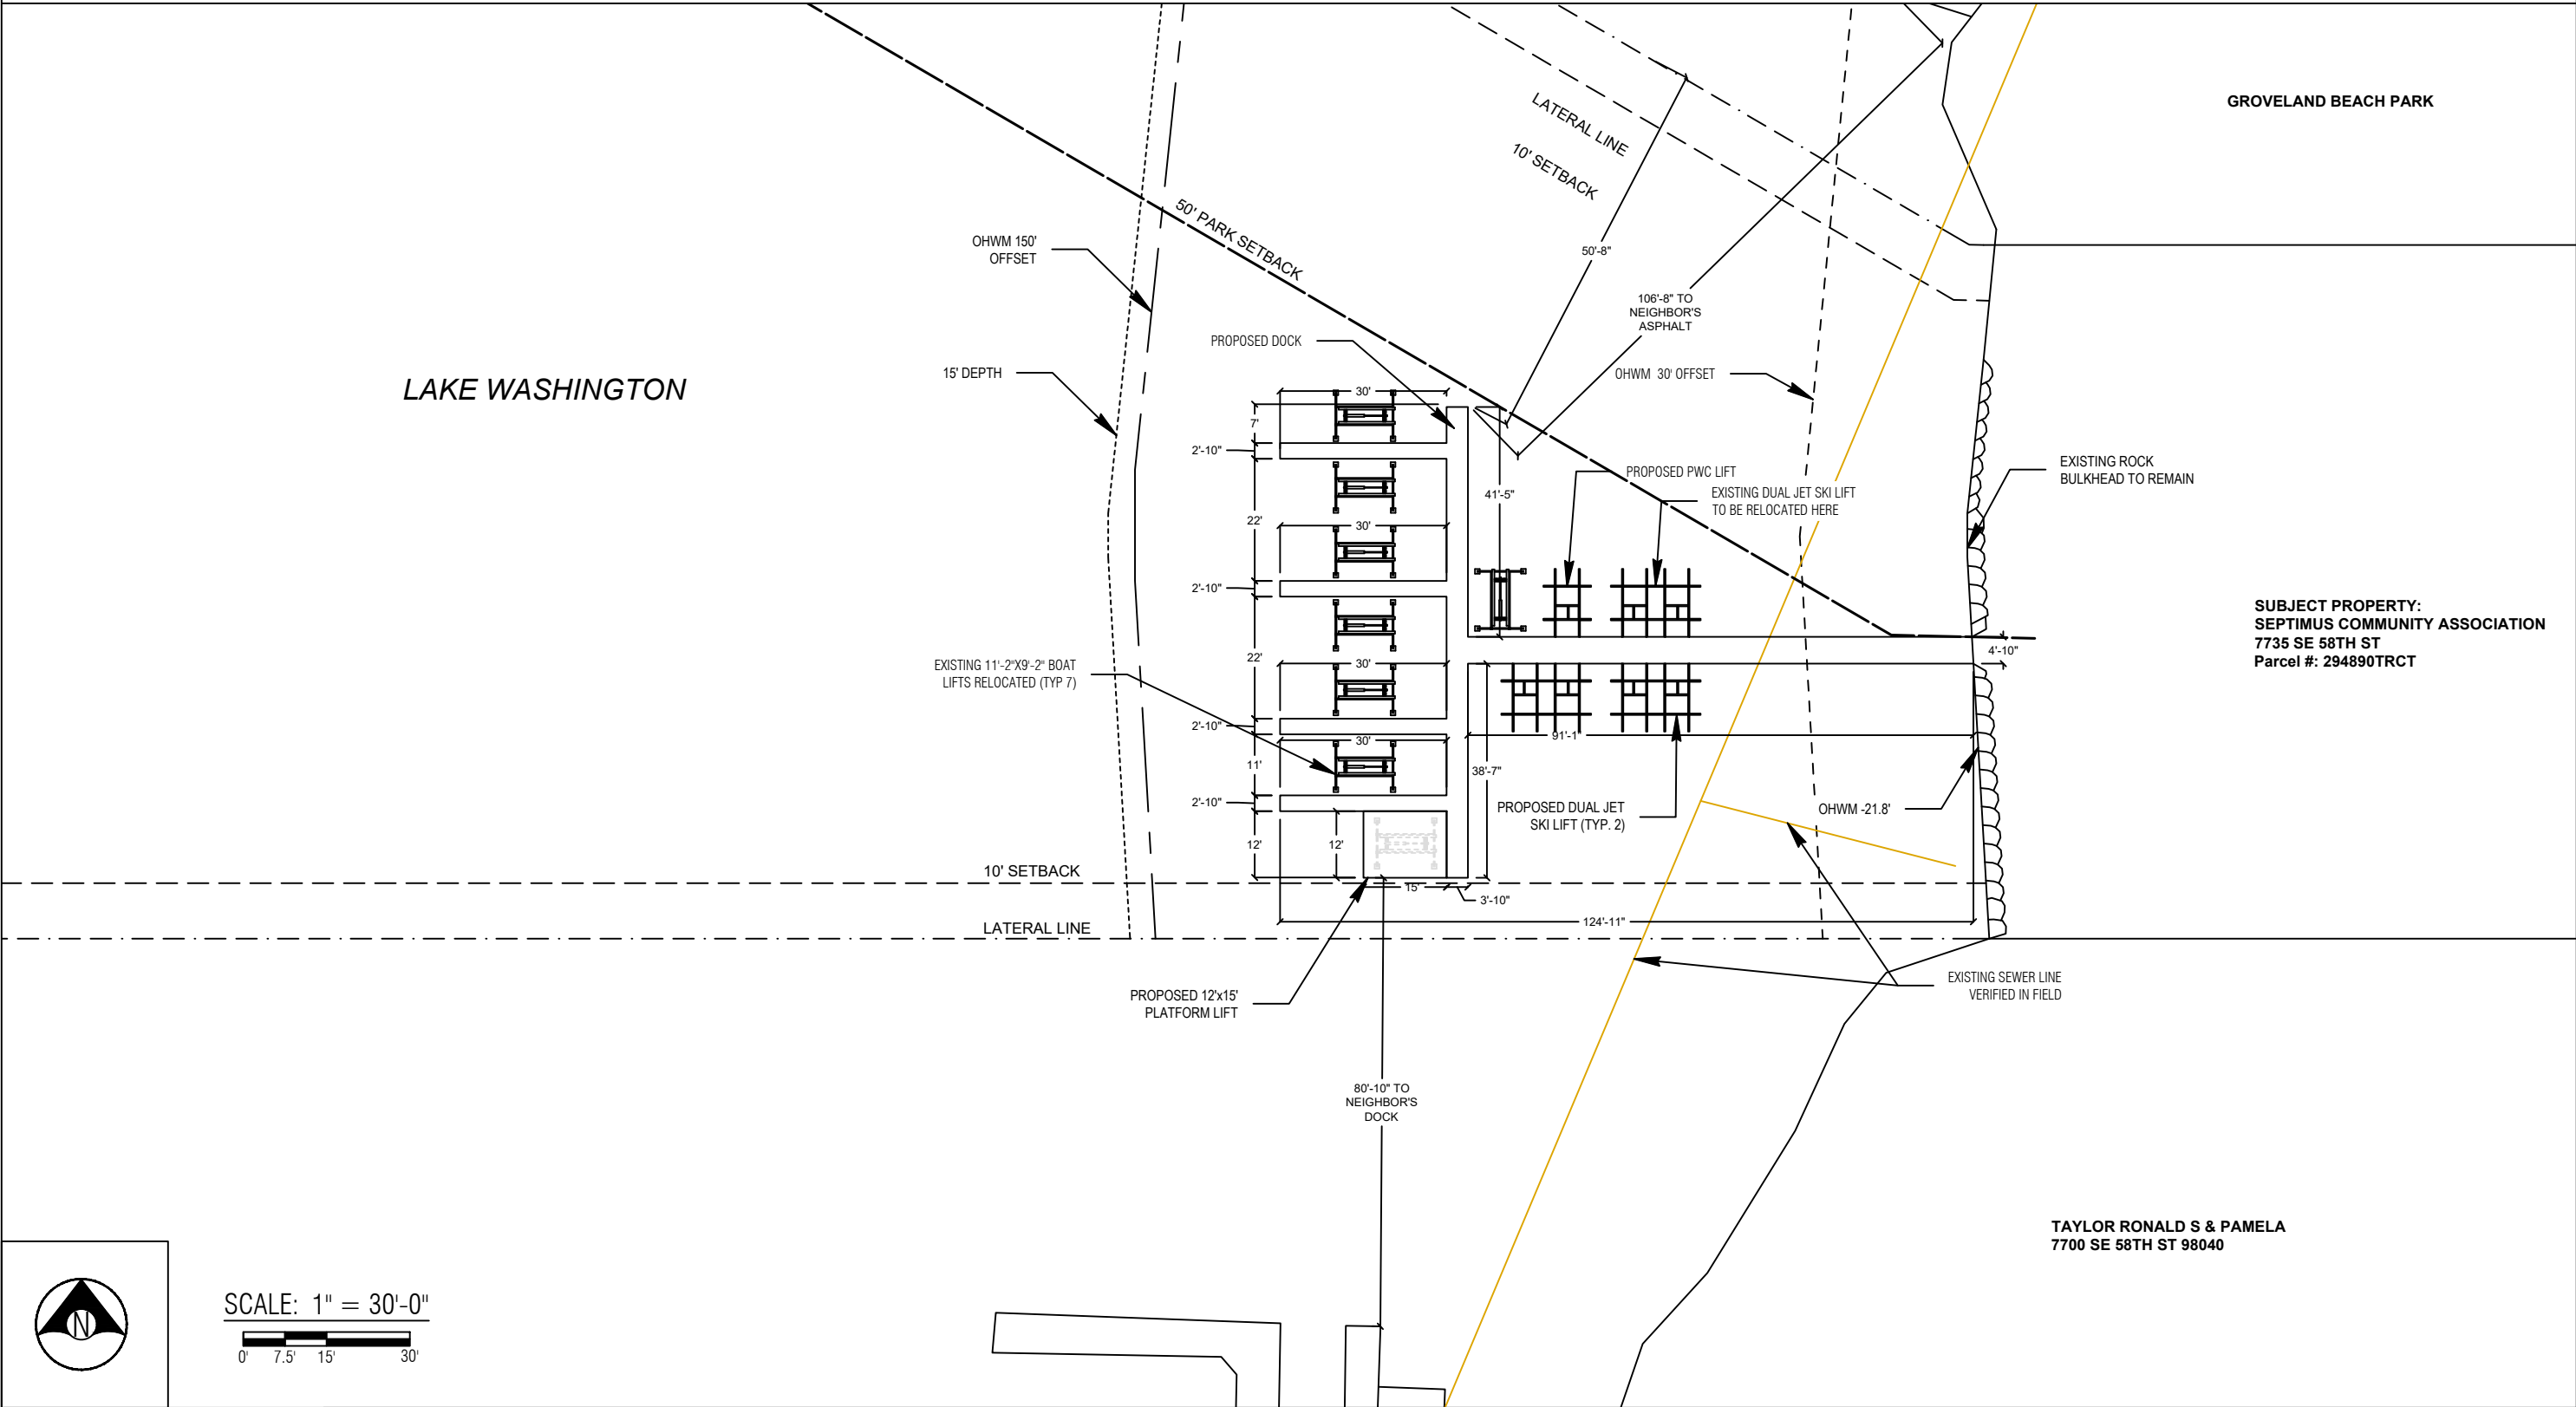 GROVELAND BEACH PARK
LATERAL LINE
10' SETBACK
50' PARK SETBACK
OHWM 150'
OFFSET
50'-8"
106'-8" TO
NEIGHBOR'S
ASPHALT
PROPOSED DOCK
15' DEPTH
OHWM 30' OFFSET
LAKE WASHINGTON
30'
7'
2'-10"
PROPOSED PWC LIFT
EXISTING ROCK
BULKHEAD TO REMAIN
41'-5"
EXISTING DUAL JET SKI LIFT
TO BE RELOCATED HERE
22'
30'
2'-10"
SUBJECT PROPERTY:
SEPTIMUS COMMUNITY ASSOCIATION
7735 SE 58TH ST
Parcel #: 294890TRCT
4'-10"
22'
30'
EXISTING 11'-2"X9'-2" BOAT
LIFTS RELOCATED (TYP 7)
2'-10"
30'
91'-1"
11'
38'-7"
2'-10"
PROPOSED DUAL JET
SKI LIFT (TYP. 2)
OHWM -21.8'
12'
12'
10' SETBACK
15'
3'-10"
124'-11"
LATERAL LINE
PROPOSED 12'x15'
PLATFORM LIFT
EXISTING SEWER LINE
VERIFIED IN FIELD
80'-10" TO
NEIGHBOR'S
DOCK
TAYLOR RONALD S & PAMELA
7700 SE 58TH ST 98040
N
SCALE: 1" = 30'-0"
0' 7.5' 15' 30'